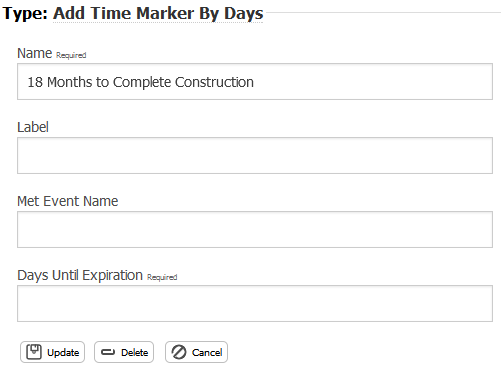 Type: Add Time Marker By Days
Name Required
18 Months to Complete Construction
Label
Met Event Name
Days Until Expiration Required
Update Delete Cancel